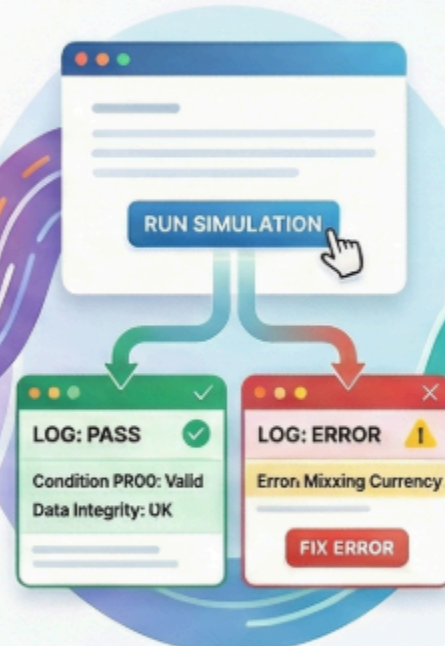 RUN SIMULATION
LOG: PASS
Condition PROO: Valid
Data Integrity: UK
LOG: ERROR
Erron Mixxing Currency
FIX ERROR